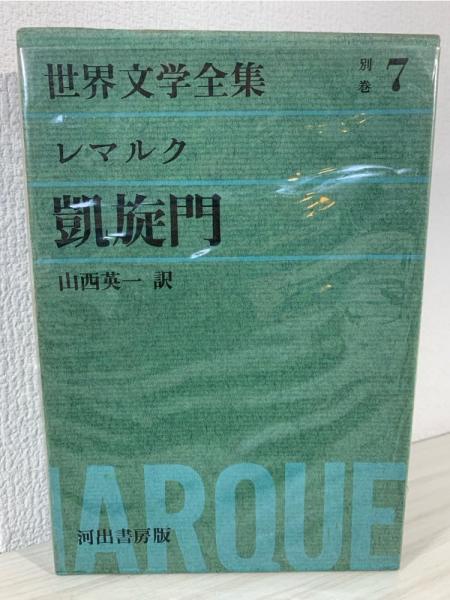 世界文学全集 別巻 7
レマルク
凱旋門
山西英一 訳
ARQUE
河出書房版